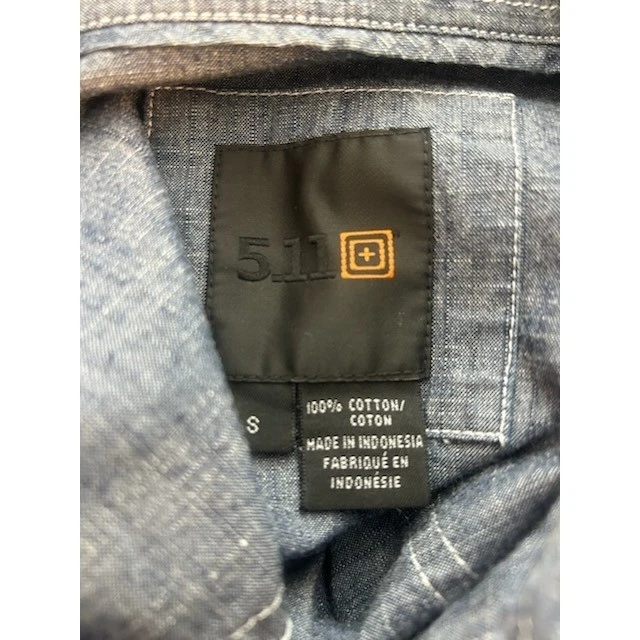 5.11
S
100% COTTON/
COTON
MADE IN INDONESIA
FABRIQUÉ EN
INDONÉSIE